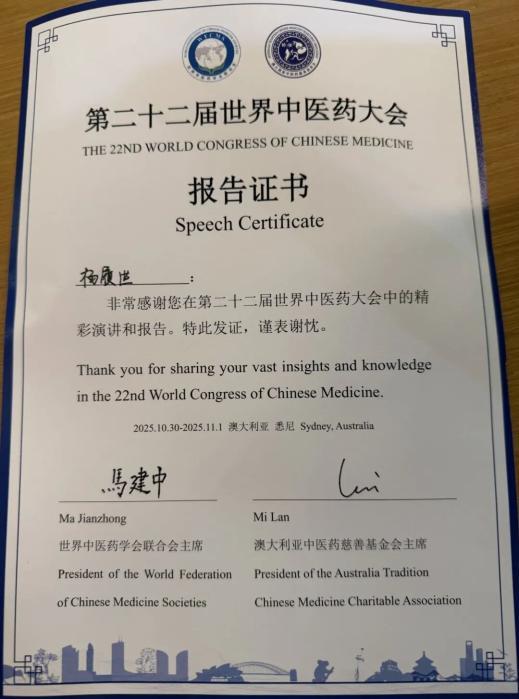 WFCMS
第二十二届世界中医药大会
THE 22ND WORLD CONGRESS OF CHINESE MEDICINE
报告证书
Speech Certificate
杨履岜:
非常感谢您在第二十二届世界中医药大会中的精
彩演讲和报告。特此发证，谨表谢忱。
Thank you for sharing your vast insights and knowledge
in the 22nd World Congress of Chinese Medicine.
2025.10.30-2025.11.1 澳大利亚 悉尼 Sydney, Australia
馬建中
Ma Jianzhong
世界中医药学会联合会主席
President of the World Federation
of Chinese Medicine Societies
Mi Lan
澳大利亚中医药慈善基金会主席
President of the Australia Tradition
Chinese Medicine Charitable Association